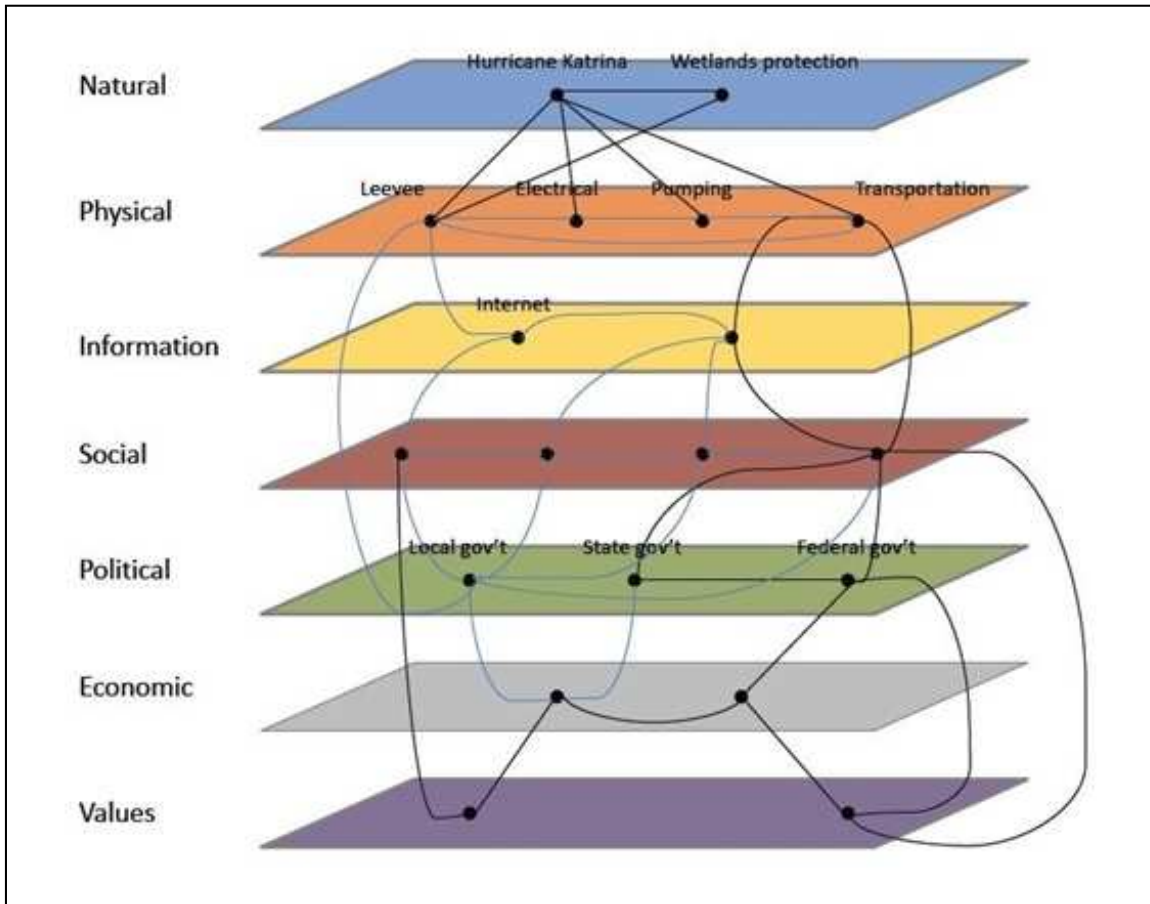 Hurricane Katrina
Wetlands protection
Natural
Leevee
Electrical
Pumping
Transportation
Physical
Internet
Information
Social
Local gov't
State gov't
Federal gov't
Political
Economic
Values